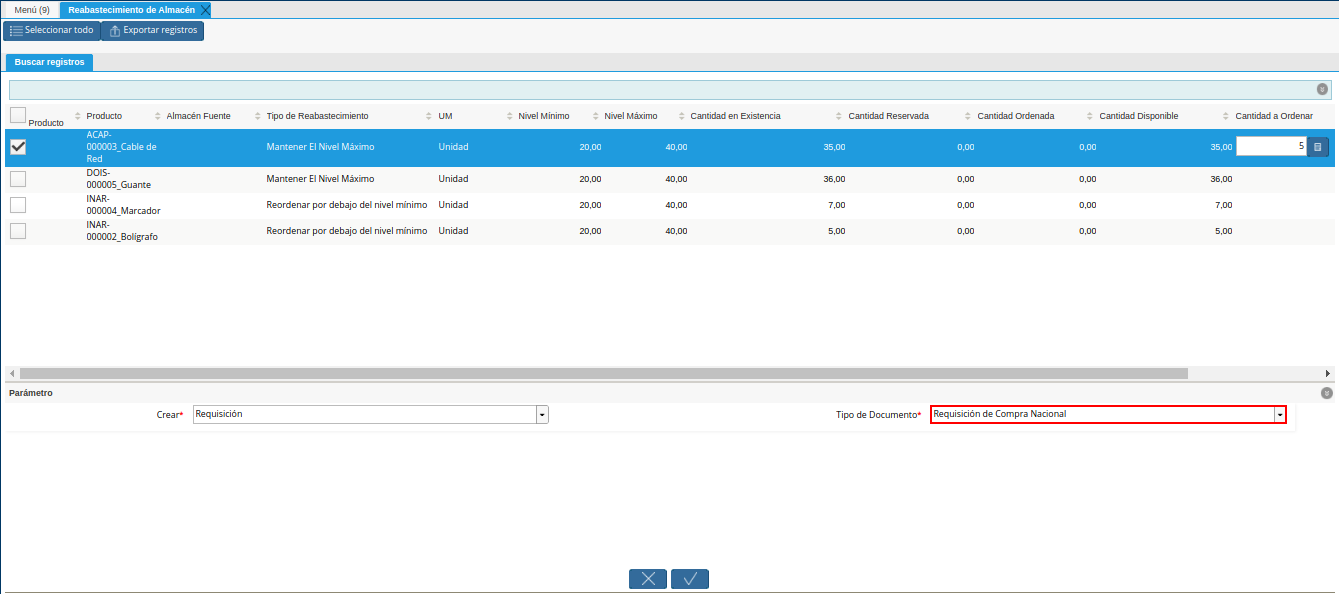 Menú (9) Reabastecimiento de Almacén
Seleccionar todo Exportar registros
Buscar registros
Producto Producto Almacén Fuente Tipo de Reabastecimiento UM Nivel Mínimo Nivel Máximo Cantidad en Existencia Cantidad Reservada Cantidad Ordenada Cantidad Disponible Cantidad a Ordenar
ACAP-
000003_Cable de Mantener El Nivel Máximo Unidad 20,00 40,00 35,00 0,00 0,00 35,00 5
Red
DOIS-
000005_Guante Mantener El Nivel Máximo Unidad 20,00 40,00 36,00 0,00 0,00 36,00
INAR-
000004_Marcador Reordenar por debajo del nivel mínimo Unidad 20,00 40,00 7,00 0,00 0,00 7,00
INAR-
000002_Bolígrafo Reordenar por debajo del nivel mínimo Unidad 20,00 40,00 5,00 0,00 0,00 5,00
Parámetro
Crear* Requisición Tipo de Documento* Requisición de Compra Nacional